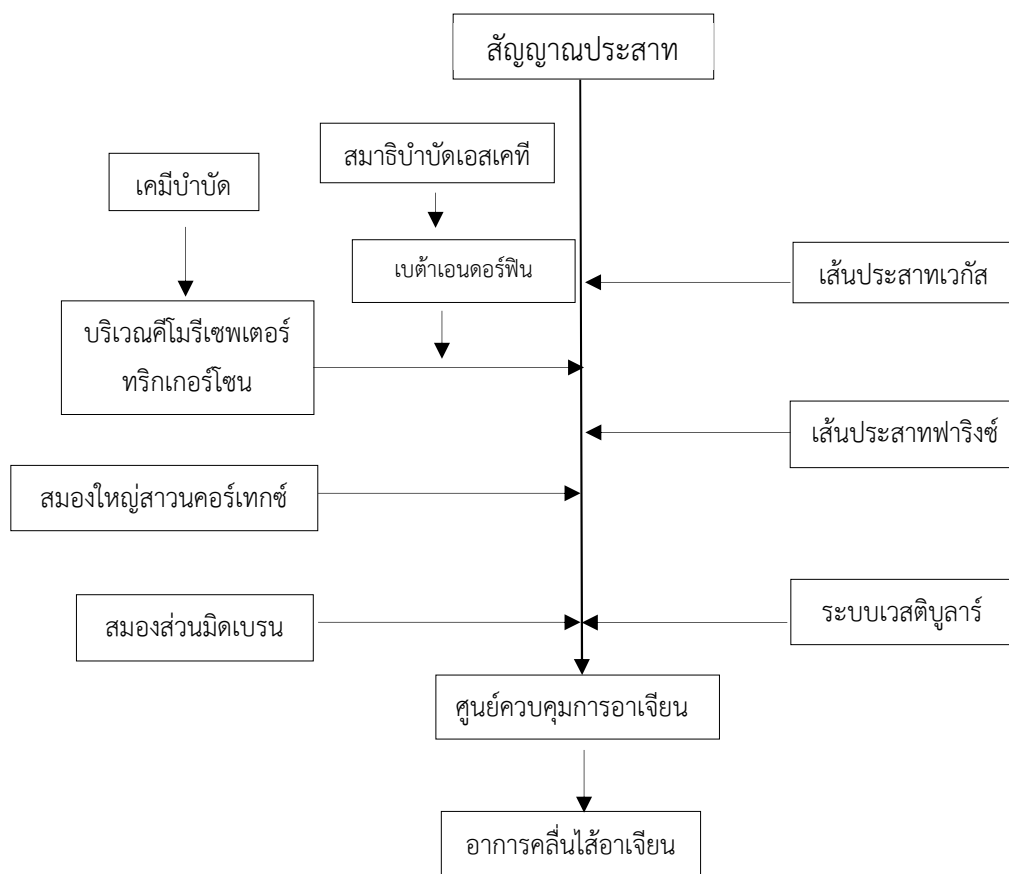 สัญญาณประสาท
สมาธิบำบัดเอสเคที
เคมีบำบัด
เบต้าเอนดอร์ฟิน
เส้นประสาทเวกัส
บริเวณคีโมรีเซพเตอร์
ทริกเกอร์โซน
เส้นประสาทฟาริงซ์
สมองใหญ่สาวนคอร์เทกซ์
สมองส่วนมิดเบรน
ระบบเวสติบูลาร์
ศูนย์ควบคุมการอาเจียน
อาการคลื่นไส้อาเจียน